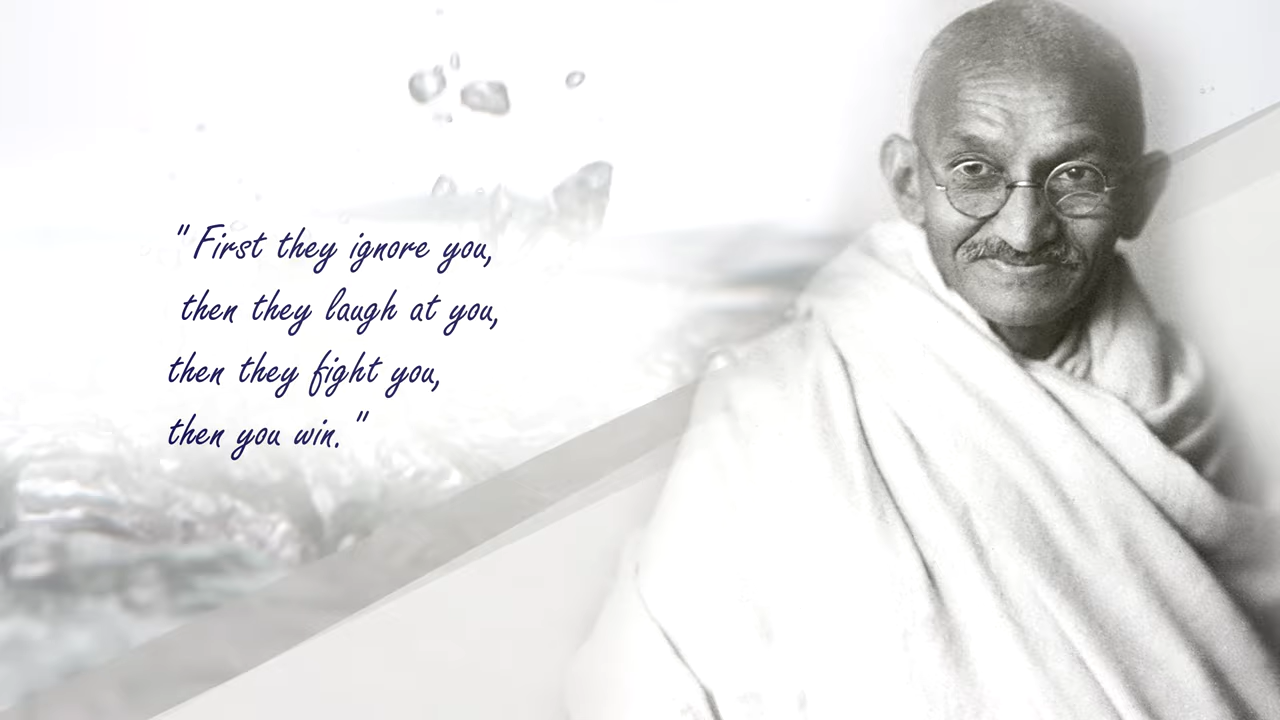 " First they ignore you,
then they laugh at you,
then they fight you,
then you win. "